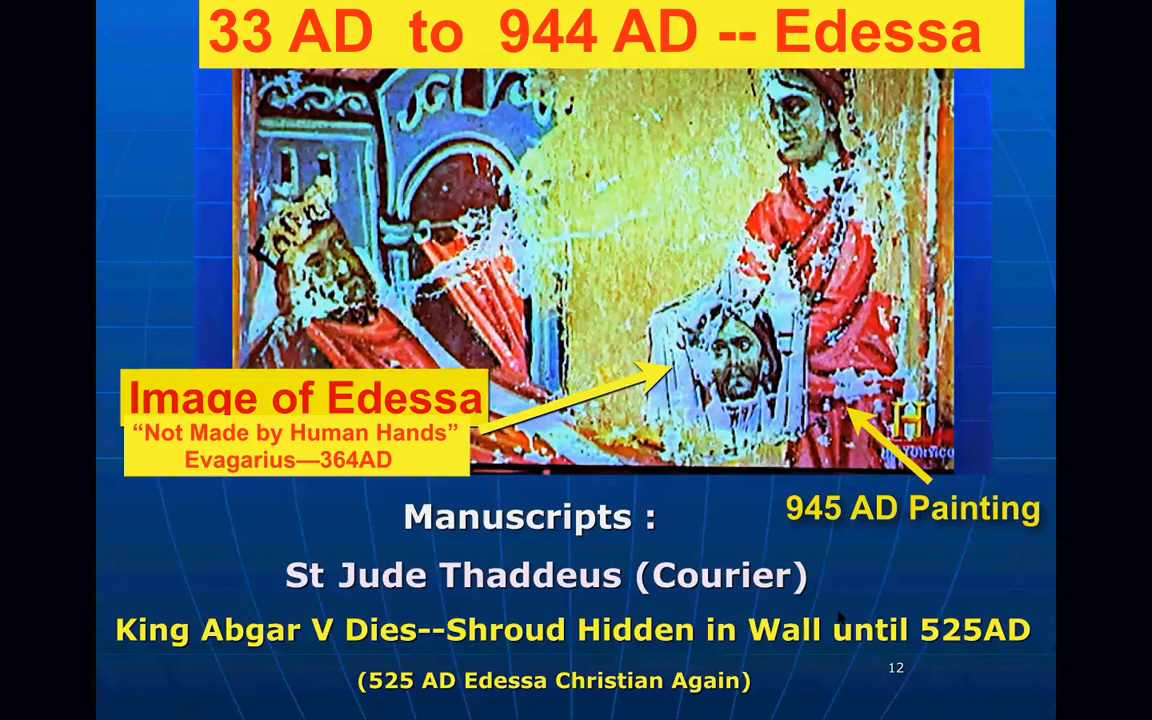 33 AD to 944 AD -- Edessa
Image of Edessa
“Not Made by Human Hands”
Evagarius—364AD
H
945 AD Painting
Manuscripts :
St Jude Thaddeus (Courier)
King Abgar V Dies--Shroud Hidden in Wall until 525AD
12
(525 AD Edessa Christian Again)